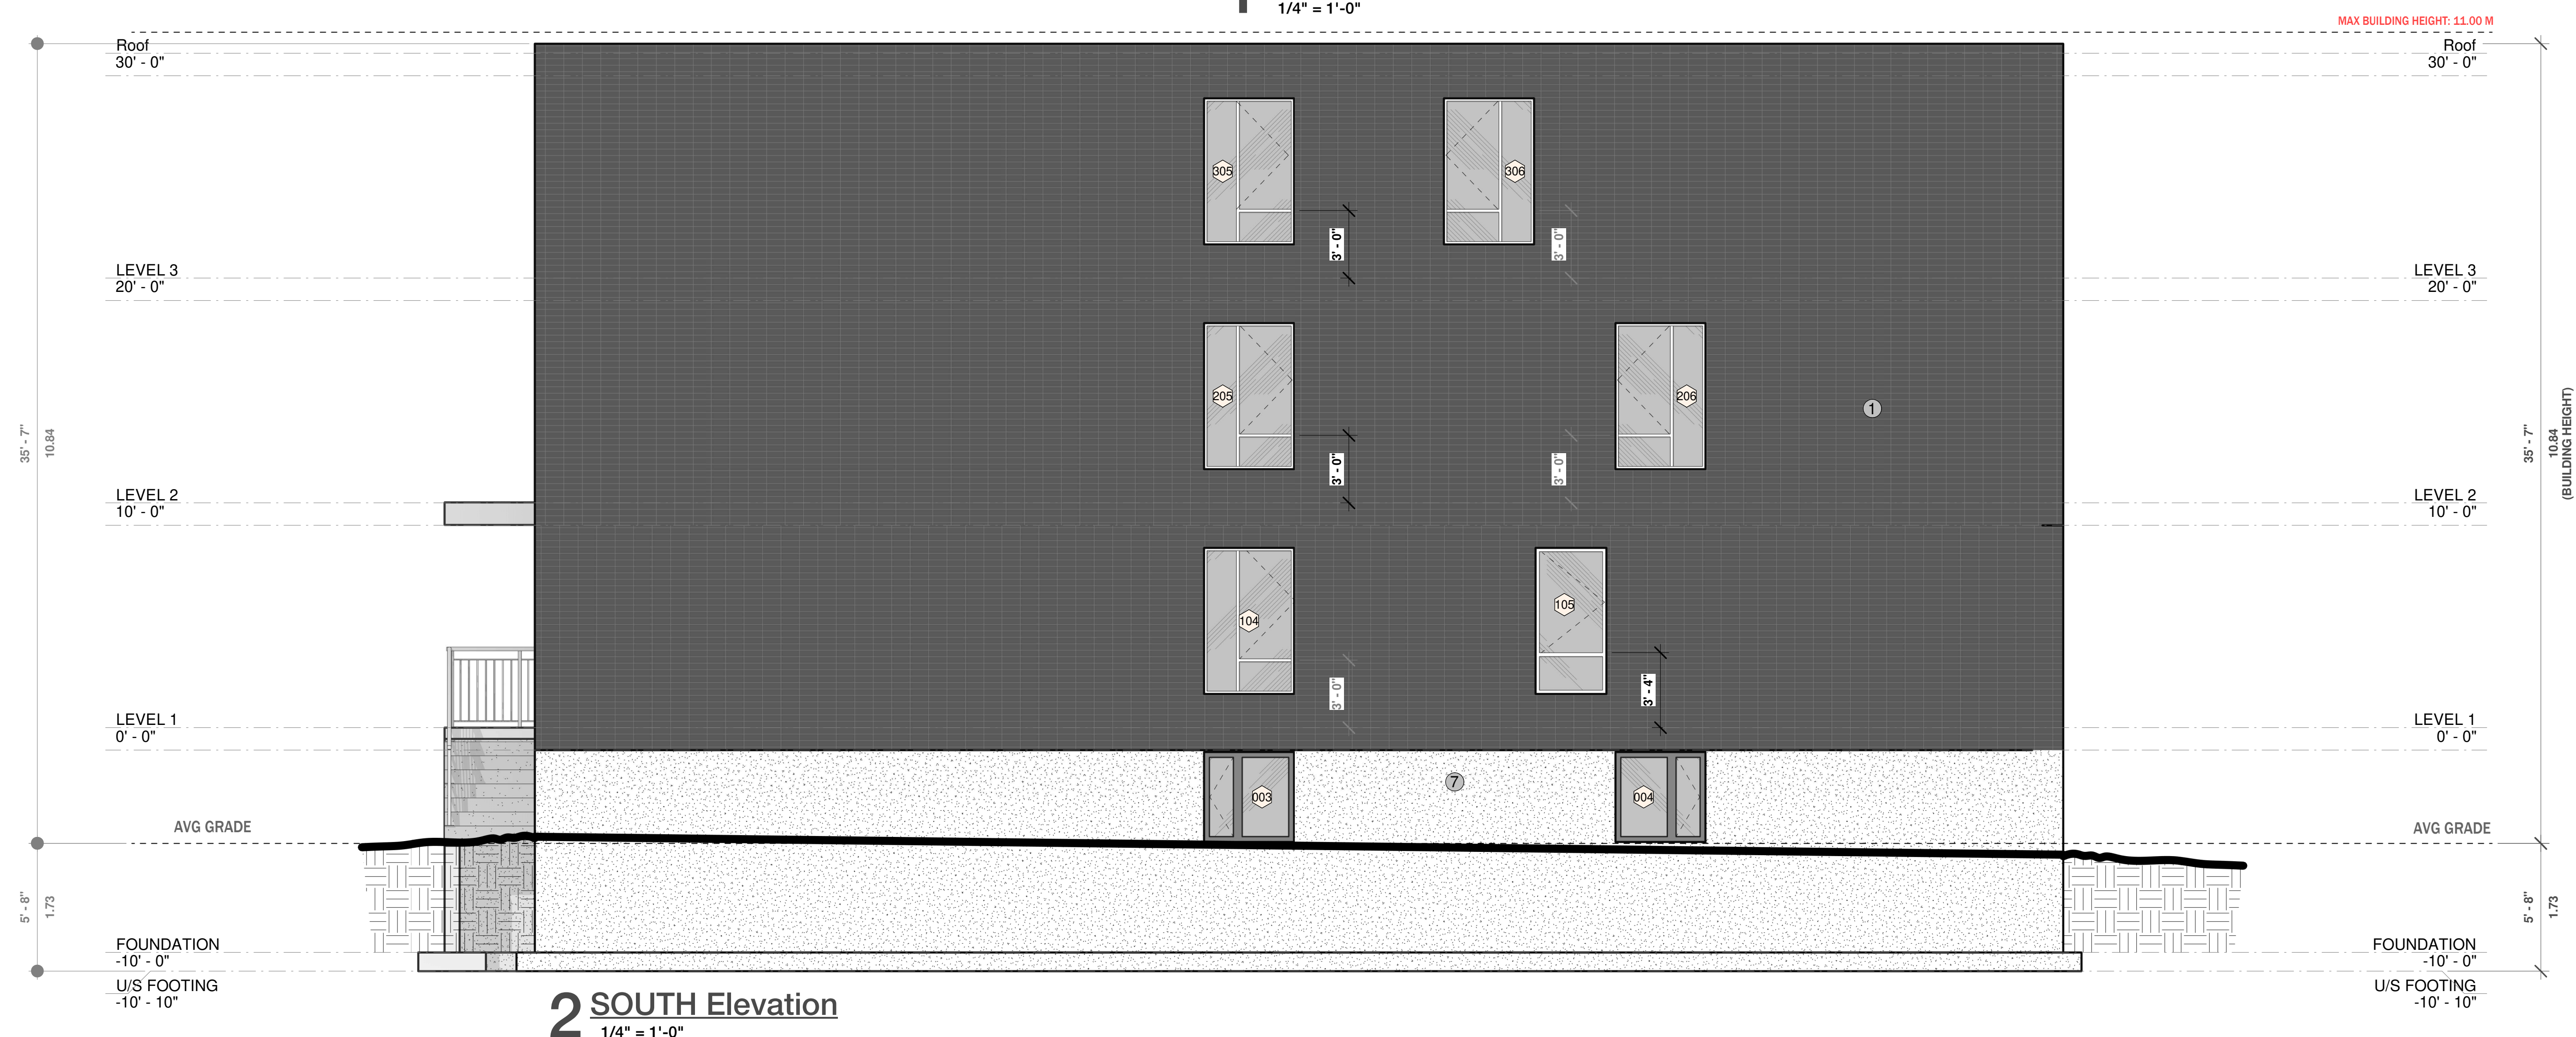 1/4" = 1'-0"
MAX BUILDING HEIGHT: 11.00 M
Roof
30' - 0"
Roof
30' - 0"
305
306
3' - 0"
3' - 0"
LEVEL 3
20' - 0"
LEVEL 3
20' - 0"
205
206
1
35' - 7"
10.84
3' - 0"
3' - 0"
35' - 7"
10.84
(BUILDING HEIGHT)
LEVEL 2
10' - 0"
LEVEL 2
10' - 0"
104
105
3' - 0"
3' - 4"
LEVEL 1
0' - 0"
LEVEL 1
0' - 0"
003
7
004
AVG GRADE
AVG GRADE
5' - 8"
1.73
5' - 8"
1.73
FOUNDATION
-10' - 0"
FOUNDATION
-10' - 0"
U/S FOOTING
-10' - 10"
U/S FOOTING
-10' - 10"
2 SOUTH Elevation
1/4" = 1'-0"